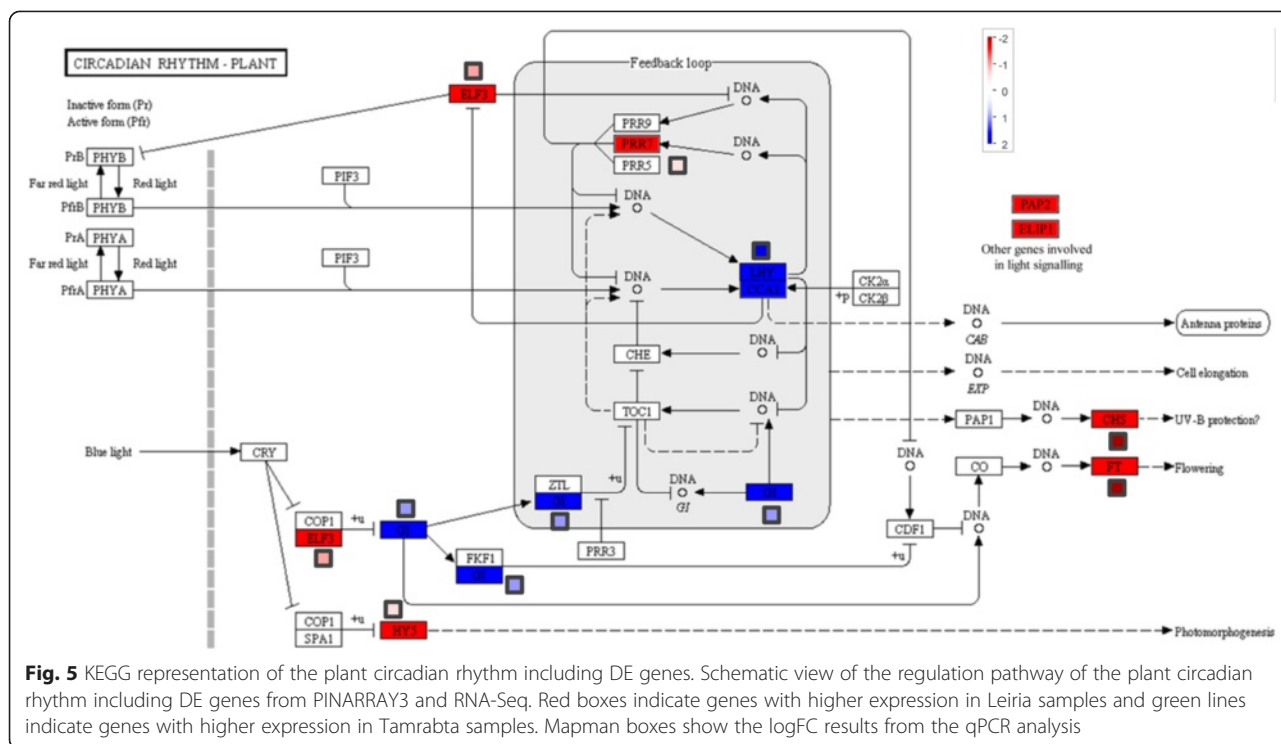 CIRCADIAN RHYTHM - PLANT
Inactive form (Pr)
Active form (Pfr)
-2
-1
0
1
2
Feedback loop
ELF3
DNA
PRR9
PRR7
PRR5
DNA
PrB PHYB
Far red light Red light
PfrB PHYB
PIF3
DNA
PrA PHYA
Far red light Red light
PfrA PHYA
PIF3
DNA
LHY
CCA1
CK2α
CK2β
+p
PAP2
ELIP1
Other genes involved
in light signalling
DNA
CAB
Antenna proteins
CHE
DNA
DNA
EXP
Cell elongation
TOC1
DNA
PAP1
DNA
CHS
UV-B protection?
Blue light
CRY
DNA
CO
DNA
FT
Flowering
ZTL
GI
+u
DNA
GI
GI
COP1
ELF3
+u
GI
FKF1
GI
PRR3
CDF1
DNA
+u
COP1
SPA1
+u
HY5
Photomorphogenesis
Fig. 5 KEGG representation of the plant circadian rhythm including DE genes. Schematic view of the regulation pathway of the plant circadian
rhythm including DE genes from PINARRAY3 and RNA-Seq. Red boxes indicate genes with higher expression in Leiria samples and green lines
indicate genes with higher expression in Tamrabta samples. Mapman boxes show the logFC results from the qPCR analysis